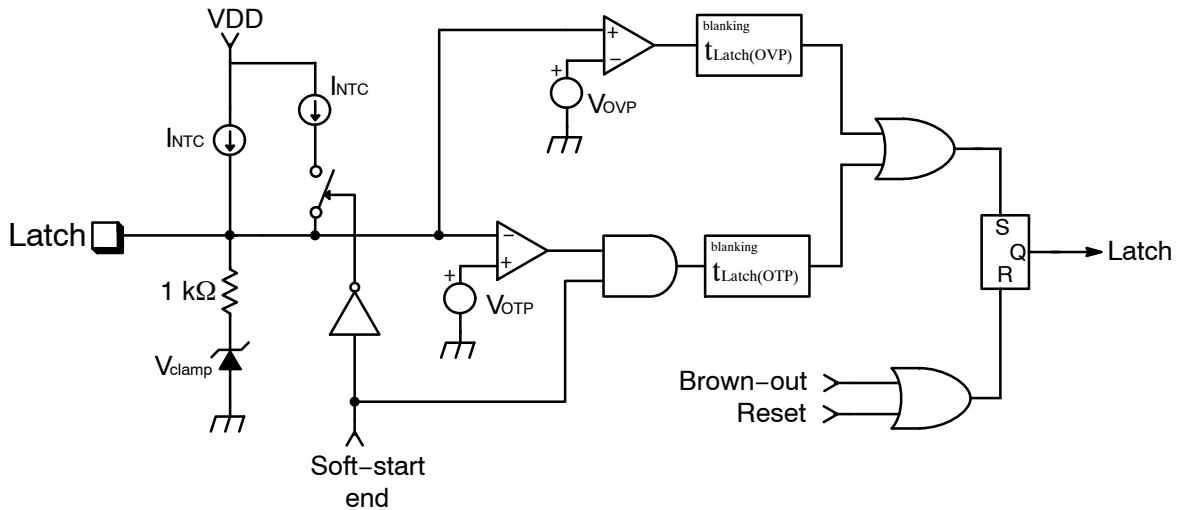 VDD
INTC
INTC
Latch
1 kΩ
Vclamp
Soft−start
end
+
VOTP
−
+
+
VOVP
+
−
blanking
tLatch(OVP)
blanking
tLatch(OTP)
Brown−out
Reset
S
Q
R
Latch